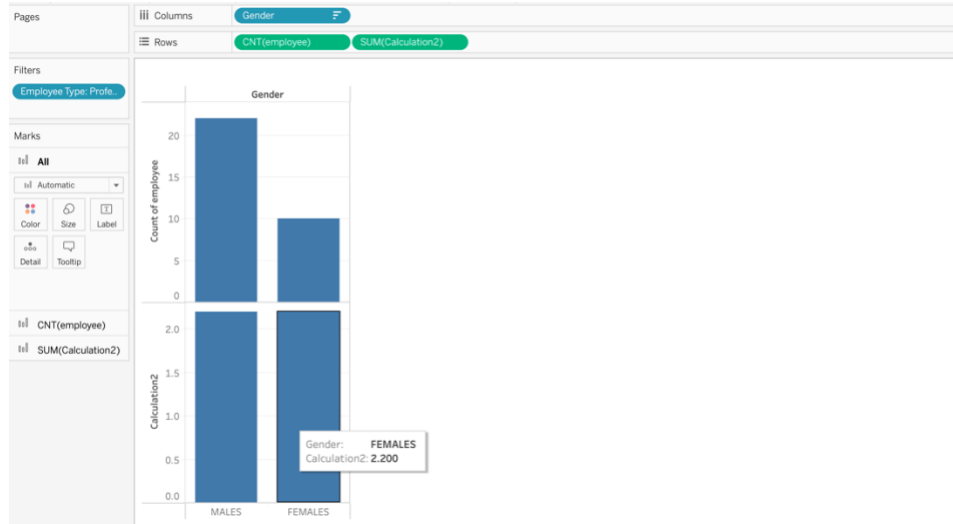 Pages
Columns
Gender
Rows
CNT(employee)
SUM(Calculation2)
Filters
Employee Type: Profe..
Marks
All
Automatic
Color
Size
Label
Detail
Tooltip
CNT(employee)
SUM(Calculation2)
Gender
Count of employee
20
15
10
5
0
Calculation2
2.0
1.5
1.0
0.5
0.0
Gender: FEMALES
Calculation2: 2.200
MALES
FEMALES